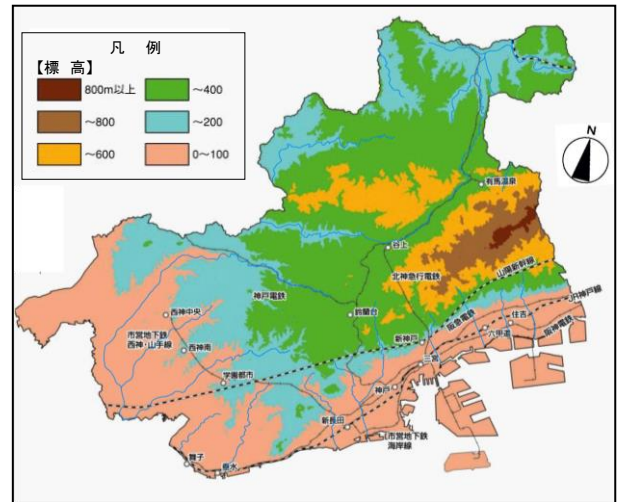 凡 例
【標 高】
800m以上
～400
～800
～200
～600
0～100
N
有馬温泉
谷上
北神急行電鉄
山陽新幹線
神戸電鉄
鈴蘭台
西神中央
市営地下鉄
西神・山手線
西神南
学園都市
新神戸
阪急電鉄
六甲道
住吉
JR神戸線
阪神電鉄
三宮
神戸
新長田
市営地下鉄
海岸線
舞子
垂水